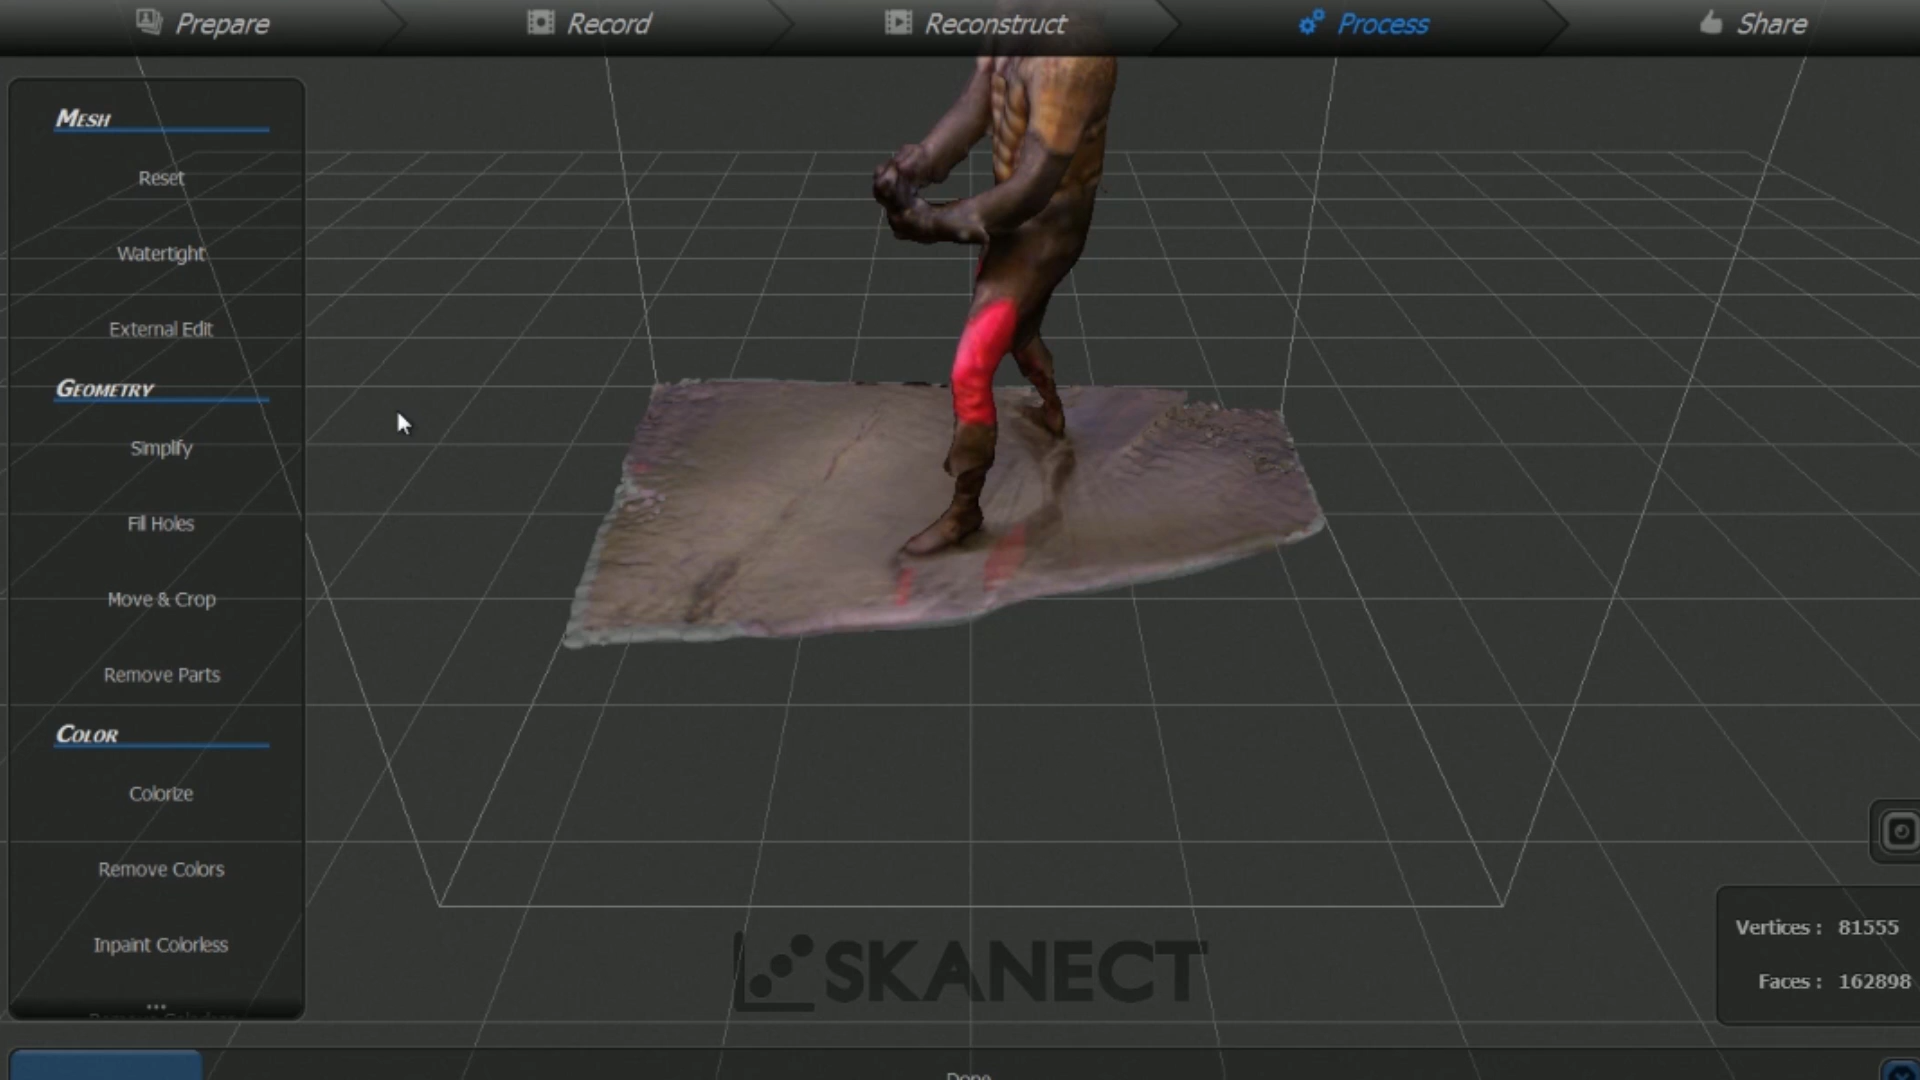 Prepare
Record
Reconstruct
Process
Share
MESH
Reset
Watertight
External Edit
GEOMETRY
Simplify
Fill Holes
Move & Crop
Remove Parts
COLOR
Colorize
Remove Colors
Inpaint Colorless
...
SKANECT
Vertices : 81555
Faces : 162898
Done